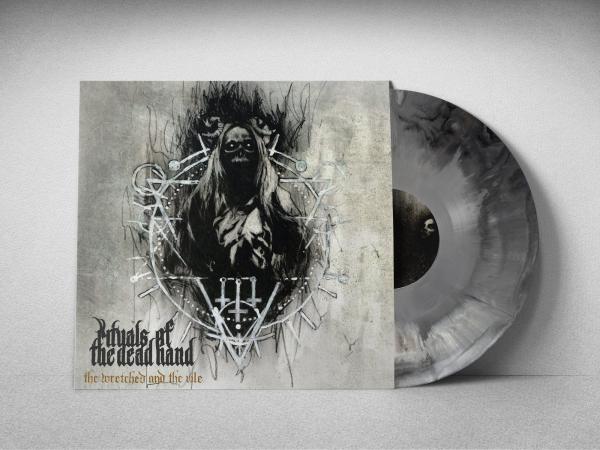 Rituals of
the dead hand
the wretched and the vile